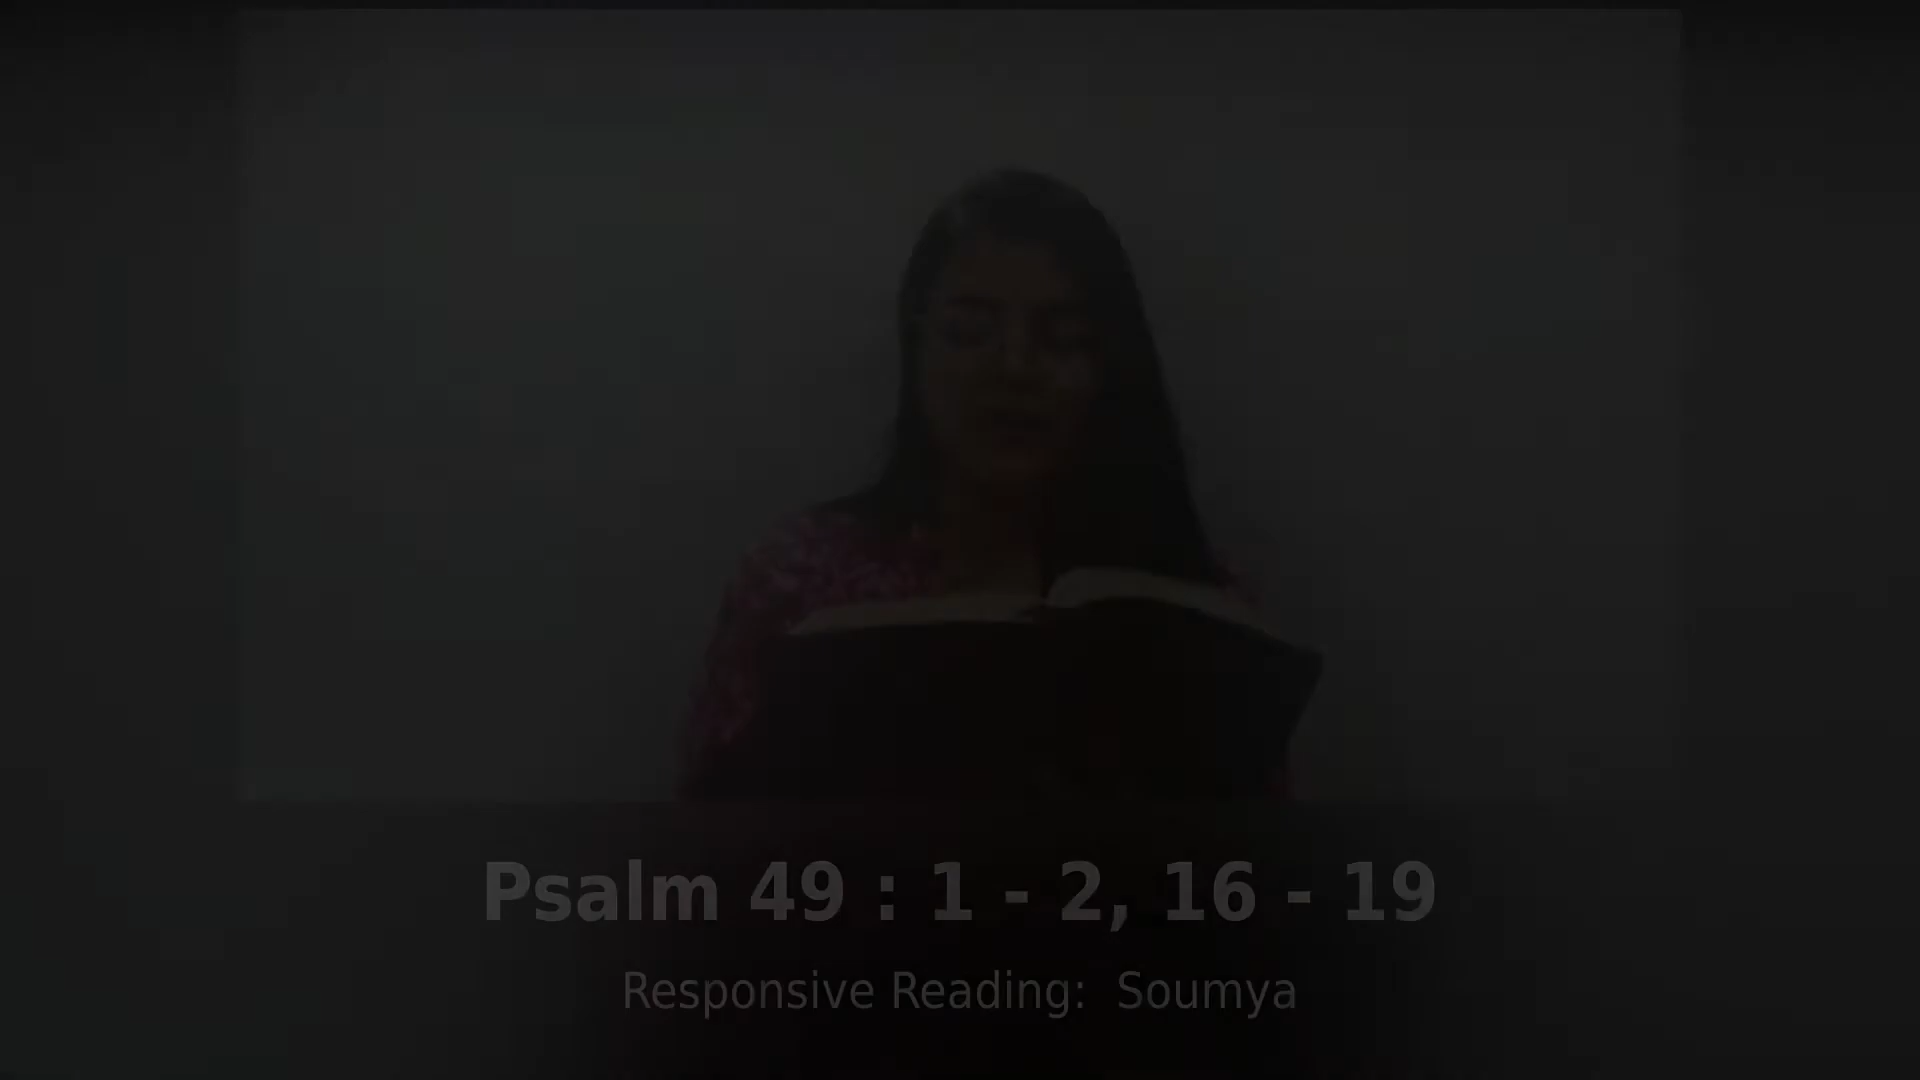 Psalm 49 : 1 - 2, 16 - 19
Responsive Reading: Soumya